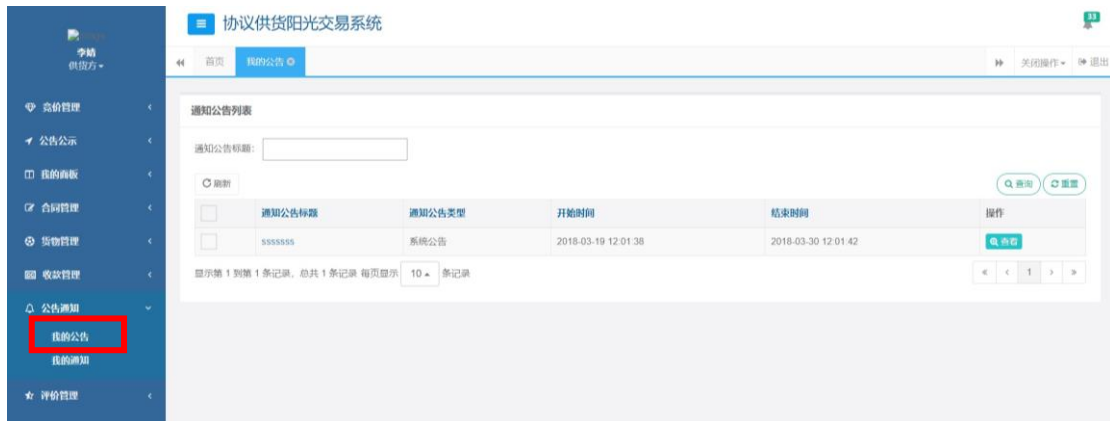 协议供货阳光交易系统
33
李婧
供货方
首页 我的公告 关闭操作 退出
竞价管理
公告公示
我的面板
合同管理
货物管理
收款管理
公告通知
我的公告
我的通知
评价管理
通知公告列表
通知公告标题：
刷新 查询 重置
通知公告标题 通知公告类型 开始时间 结束时间 操作
sssssss 系统公告 2018-03-19 12:01:38 2018-03-30 12:01:42 查看
显示第 1 到第 1 条记录，总共 1 条记录 每页显示 10 条记录 « ‹ 1 › »